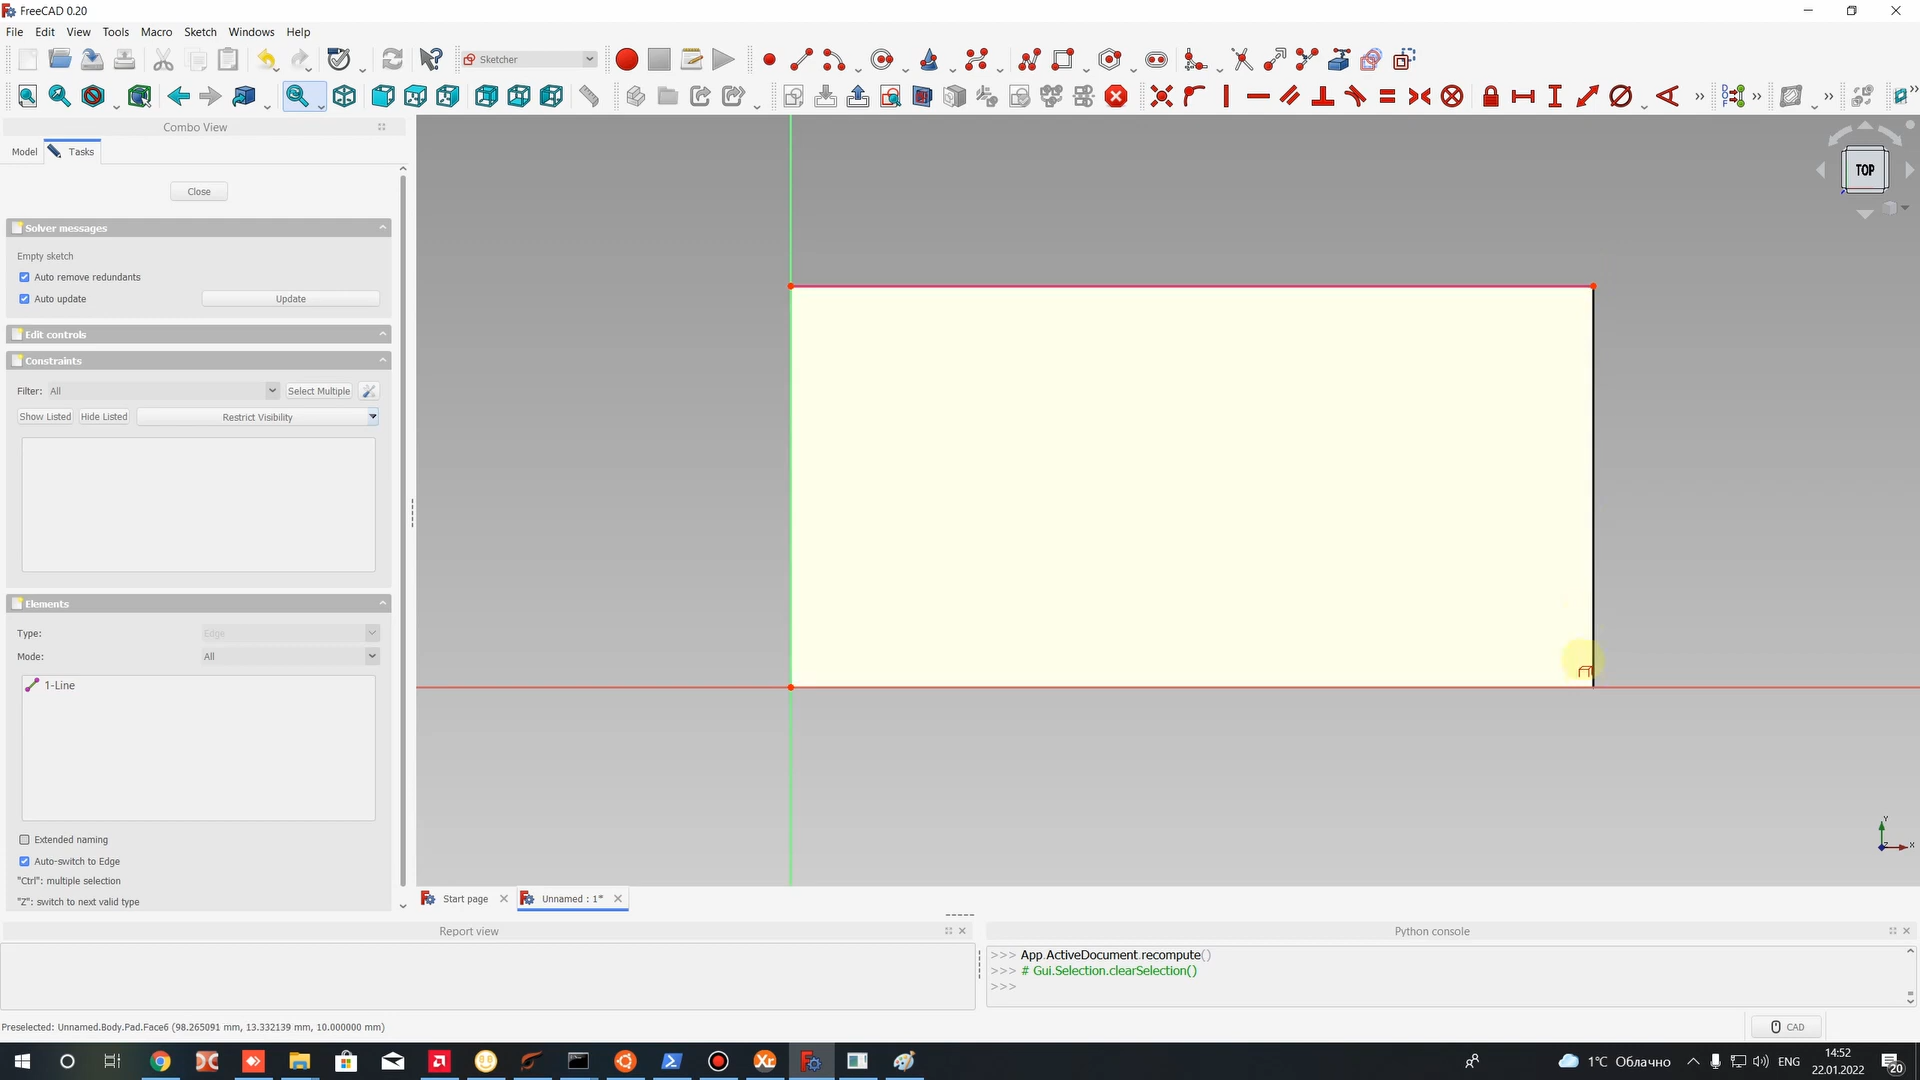 FreeCAD 0.20
File Edit View Tools Macro Sketch Windows Help
Sketcher
Combo View
Model Tasks
Close
Solver messages
Empty sketch
Auto remove redundants
Auto update Update
Edit controls
Constraints
Filter: All Select Multiple
Show Listed Hide Listed Restrict Visibility
Elements
Type: Edge
Mode: All
1-Line
Extended naming
Auto-switch to Edge
"Ctrl": multiple selection
"Z": switch to next valid type
TOP
Y
Z X
Start page Unnamed : 1*
Report view
Python console
>>> App.ActiveDocument.recompute()
>>> # Gui.Selection.clearSelection()
>>>
Preselected: Unnamed.Body.Pad.Face6 (98.265091 mm, 13.332139 mm, 10.000000 mm)
CAD
1°C Облачно ENG
14:52
22.01.2022
20